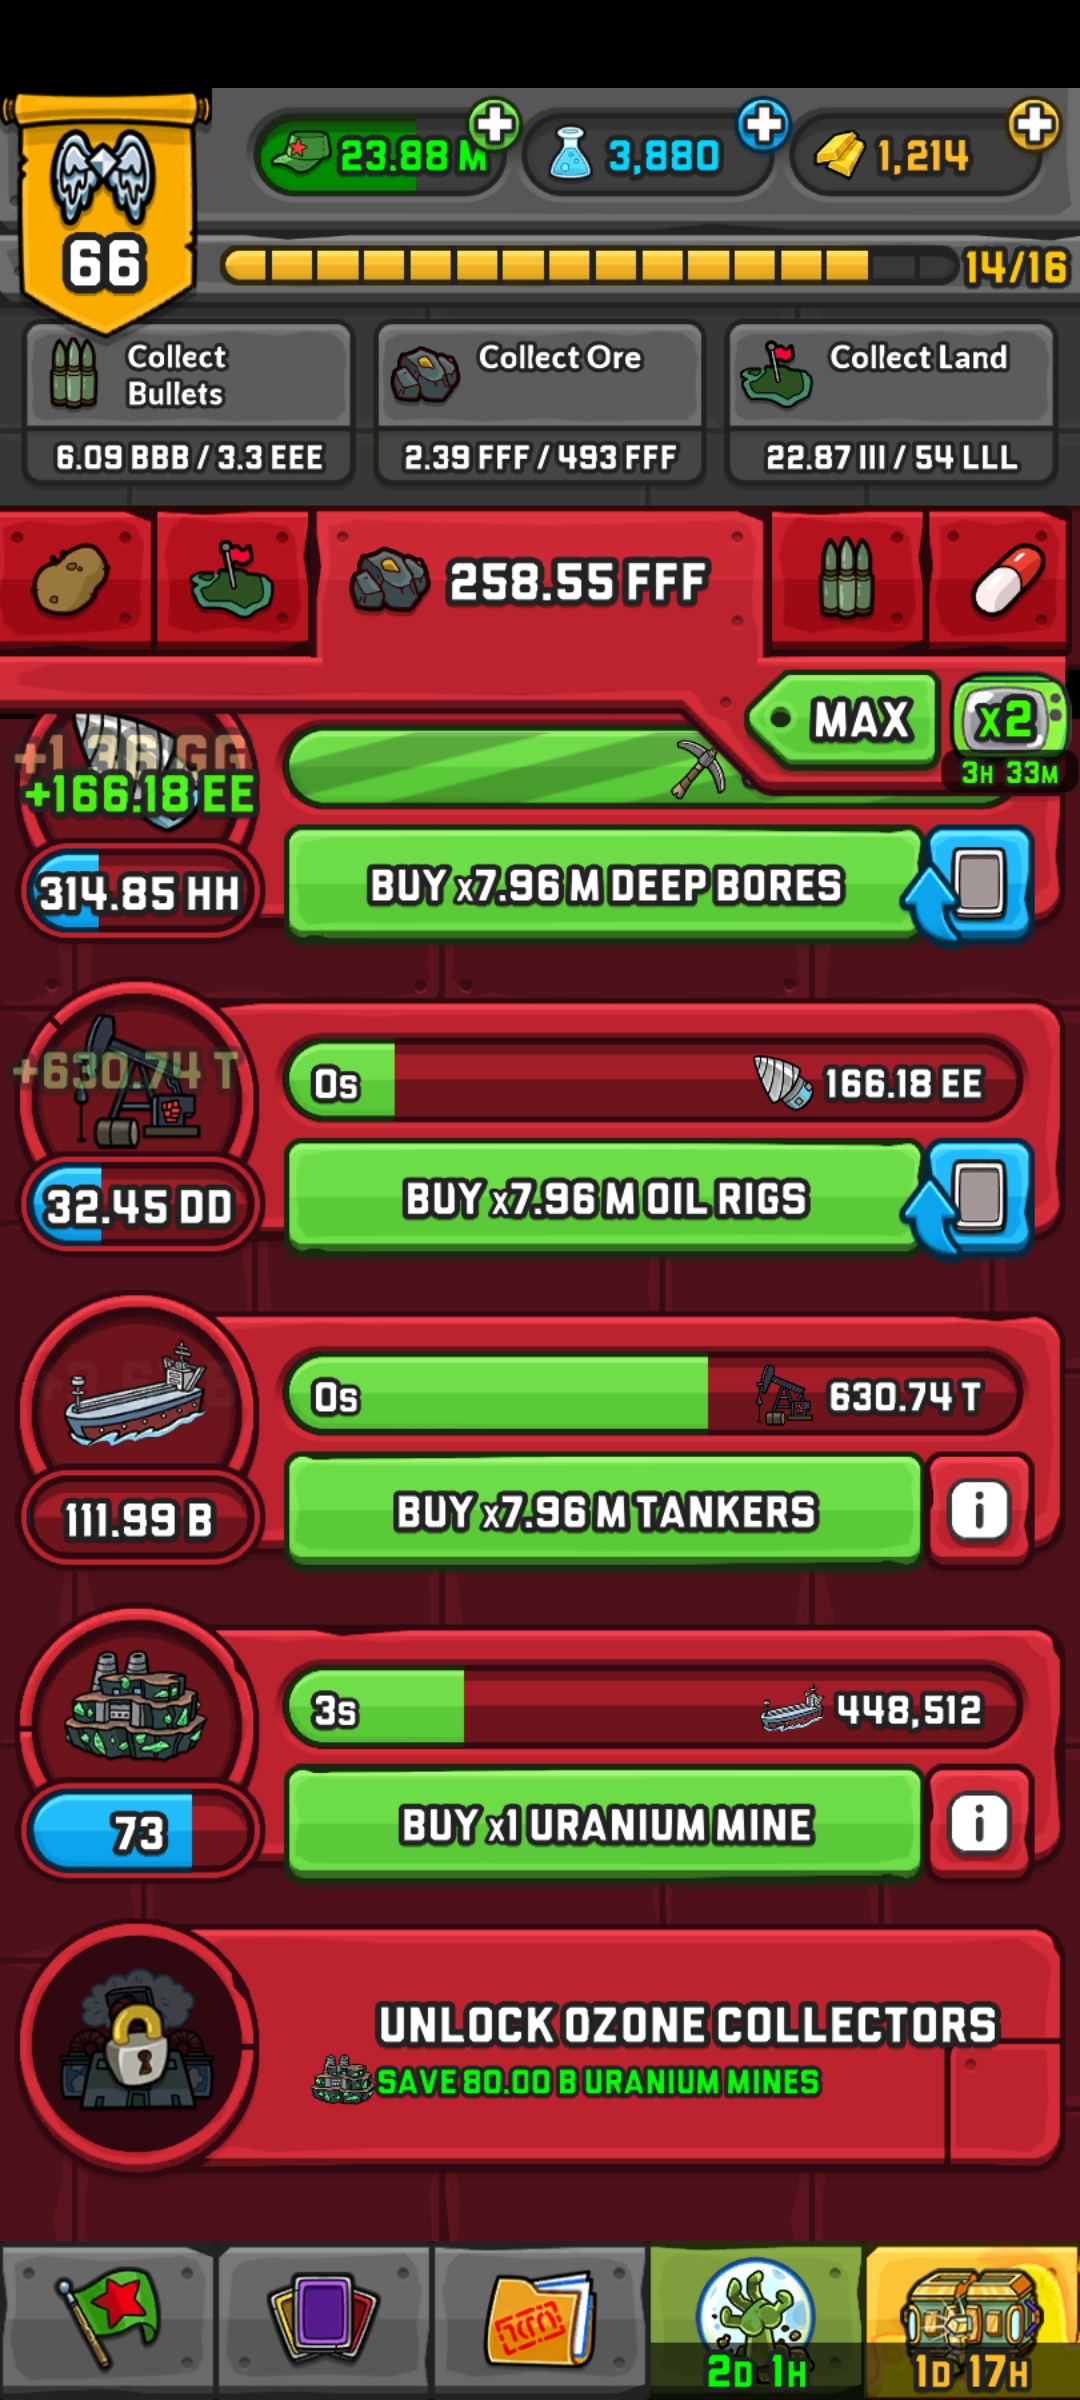 23.88 M
3,880
1,214
66
14/16
Collect
Bullets
Collect Ore
Collect Land
6.09 BBB / 3.3 EEE
2.39 FFF / 493 FFF
22.87 III / 54 LLL
258.55 FFF
MAX
x2
3H 33M
+1.36 GG
+166.18 EE
314.85 HH
BUY x7.96 M DEEP BORES
+630.74 T
0s
166.18 EE
32.45 DD
BUY x7.96 M OIL RIGS
0s
630.74 T
111.99 B
BUY x7.96 M TANKERS
i
3s
448,512
73
BUY x1 URANIUM MINE
i
UNLOCK OZONE COLLECTORS
SAVE 80.00 B URANIUM MINES
2D 1H
1D 17H